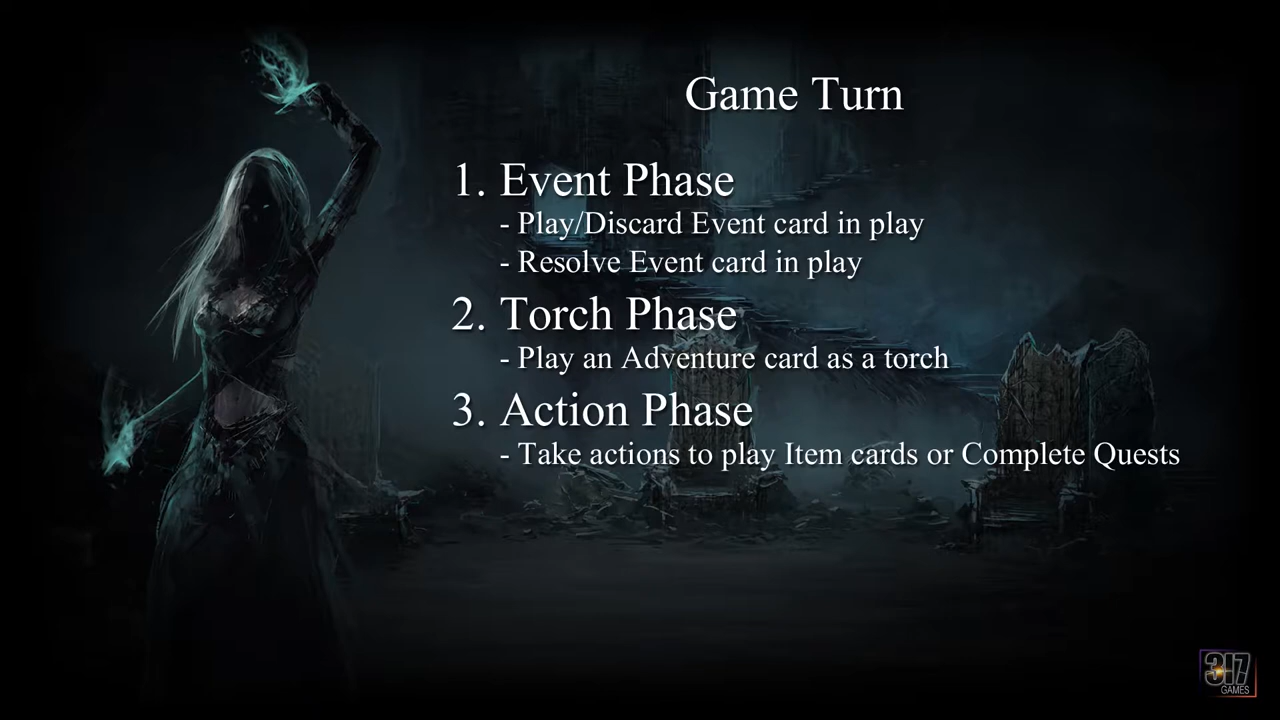 Game Turn
1. Event Phase
- Play/Discard Event card in play
- Resolve Event card in play
2. Torch Phase
- Play an Adventure card as a torch
3. Action Phase
- Take actions to play Item cards or Complete Quests
317
GAMES